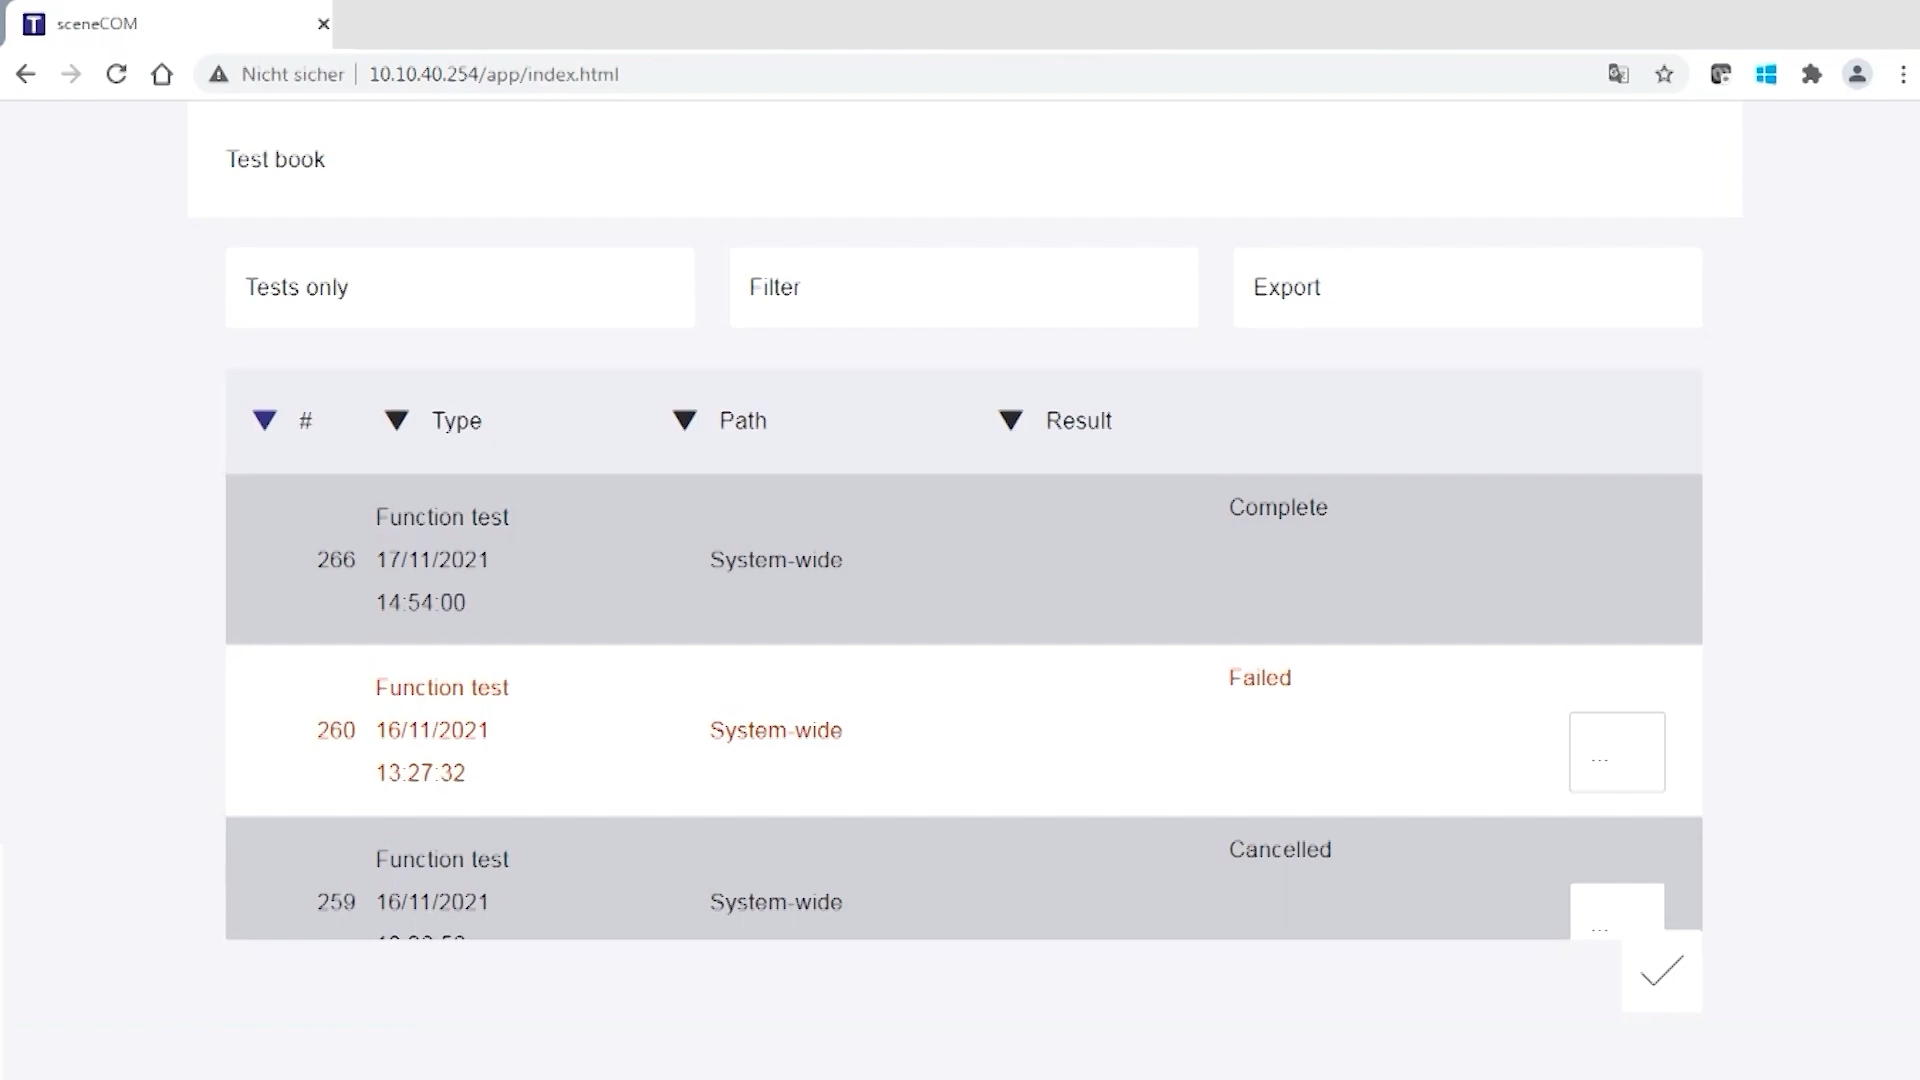 sceneCOM
Nicht sicher 10.10.40.254/app/index.html
Test book
Tests only Filter Export
# Type Path Result
Function test Complete
266 17/11/2021 System-wide
14:54:00
Function test Failed
260 16/11/2021 System-wide
13:27:32
...
Function test Cancelled
259 16/11/2021 System-wide
...